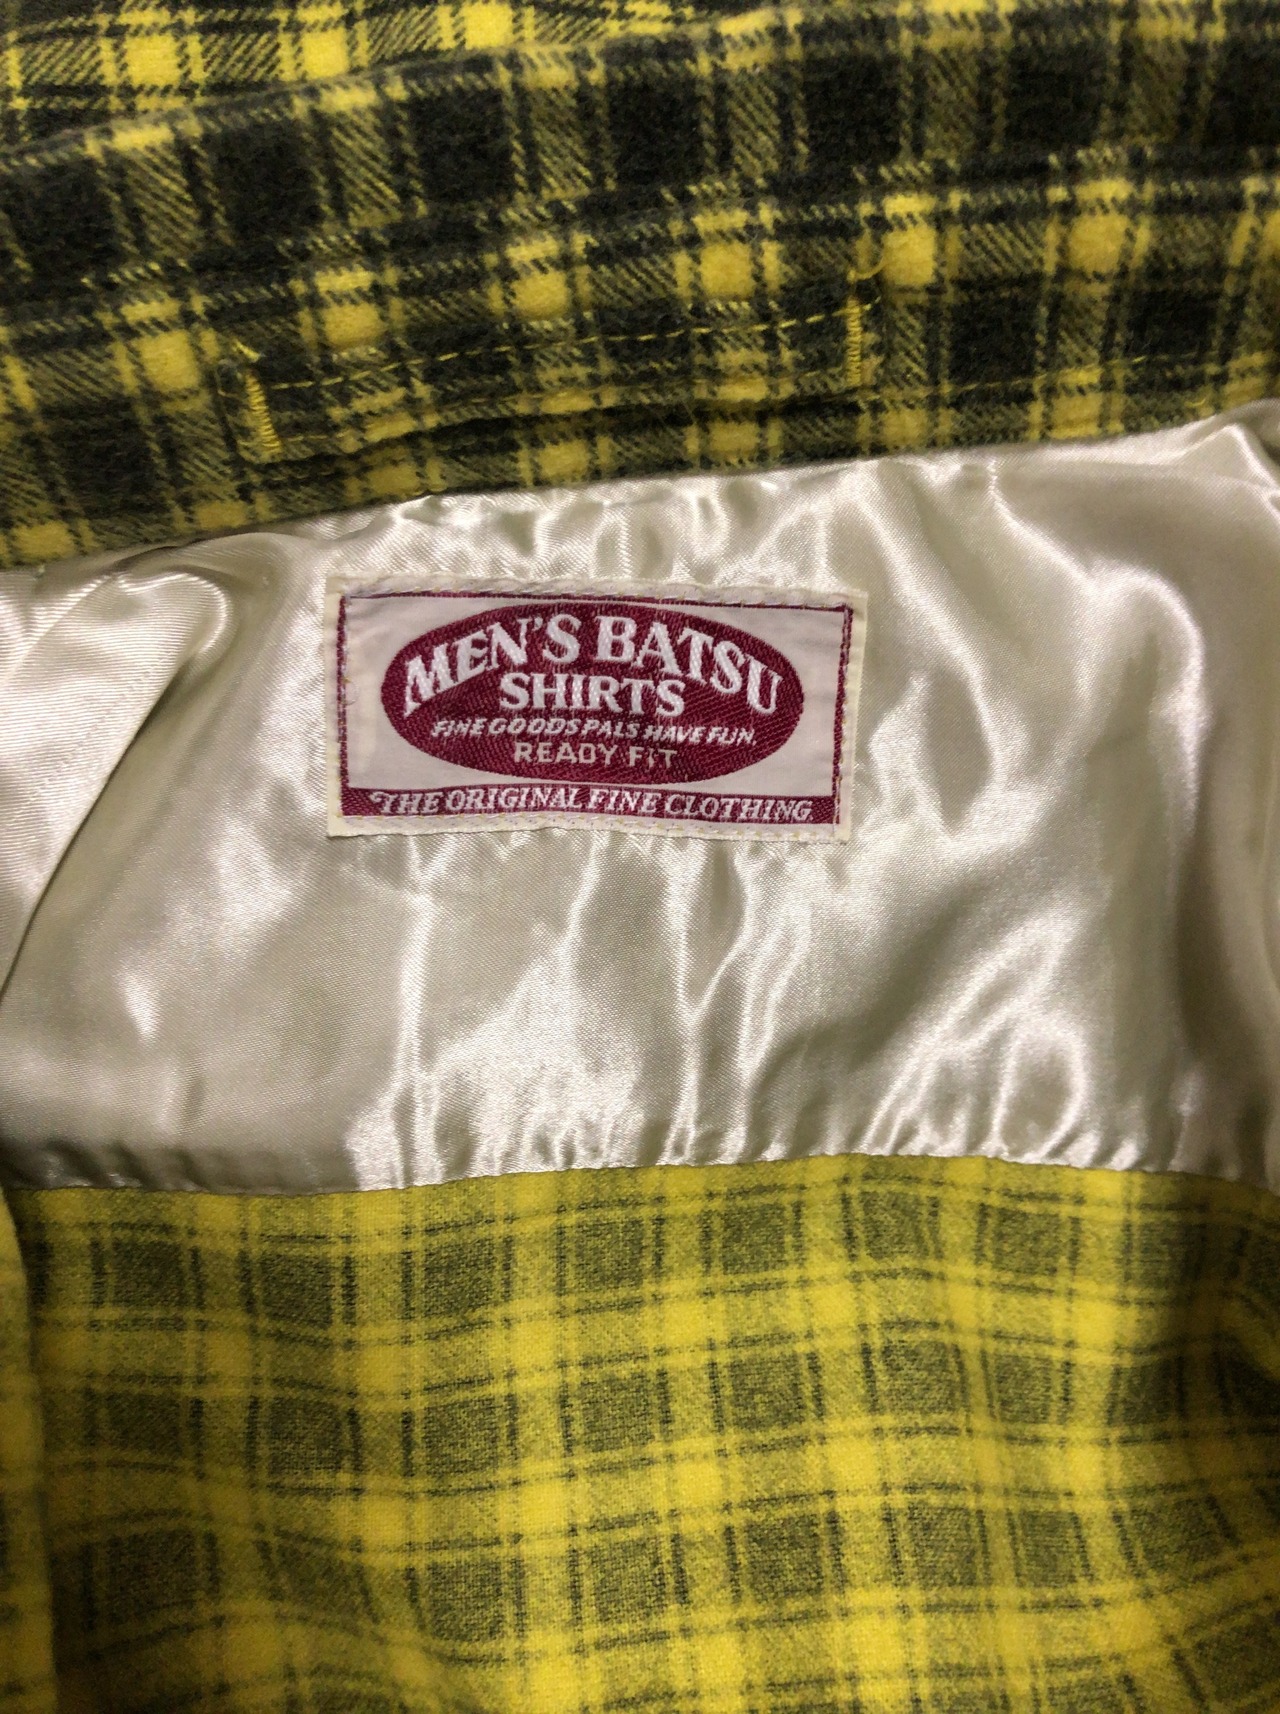 MEN'S BATSU
SHIRTS
FINE GOODS PALS HAVE FUN.
READY FIT
THE ORIGINAL FINE CLOTHING.